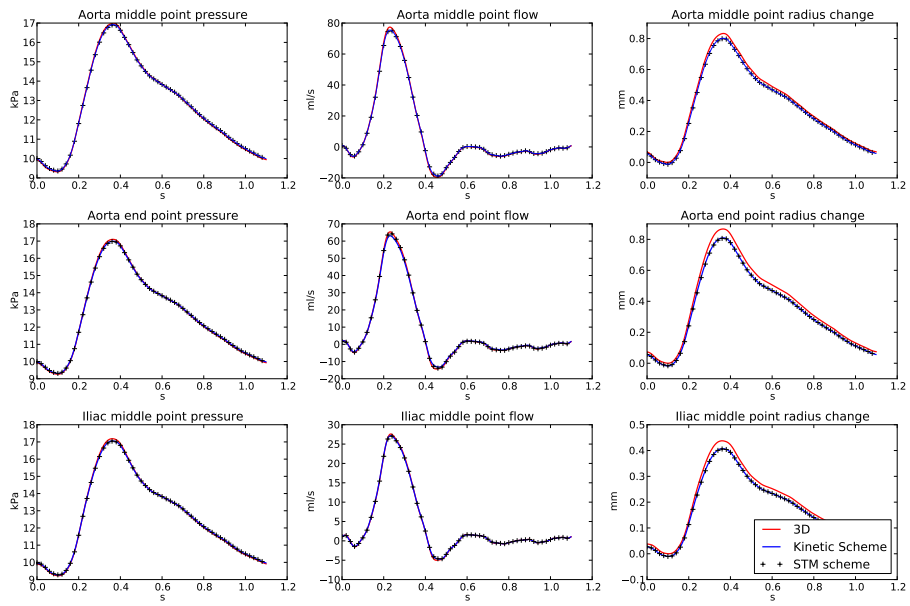 Aorta middle point pressure
17
16
15
14
13
12
11
10
9
kPa
0.0 0.2 0.4 0.6 0.8 1.0 1.2
s
Aorta middle point flow
80
60
40
20
0
−20
ml/s
0.0 0.2 0.4 0.6 0.8 1.0 1.2
s
Aorta middle point radius change
0.8
0.6
0.4
0.2
0.0
mm
0.0 0.2 0.4 0.6 0.8 1.0 1.2
s
Aorta end point pressure
18
17
16
15
14
13
12
11
10
9
kPa
0.0 0.2 0.4 0.6 0.8 1.0 1.2
s
Aorta end point flow
70
60
50
40
30
20
10
0
−10
−20
ml/s
0.0 0.2 0.4 0.6 0.8 1.0 1.2
s
Aorta end point radius change
0.8
0.6
0.4
0.2
0.0
mm
0.0 0.2 0.4 0.6 0.8 1.0 1.2
s
Iliac middle point pressure
18
17
16
15
14
13
12
11
10
9
kPa
0.0 0.2 0.4 0.6 0.8 1.0 1.2
s
Iliac middle point flow
30
25
20
15
10
5
0
−5
−10
ml/s
0.0 0.2 0.4 0.6 0.8 1.0 1.2
s
Iliac middle point radius change
0.5
0.4
0.3
0.2
0.1
0.0
−0.1
mm
0.0 0.2 0.4 0.6 0.8 1.0 1.2
s
3D
Kinetic Scheme
STM scheme